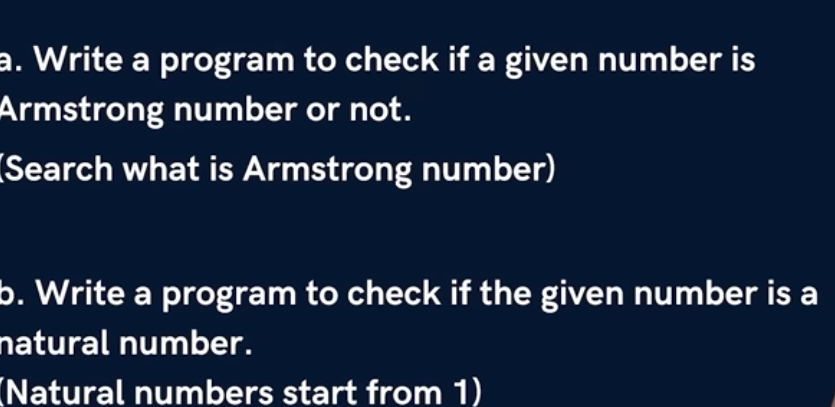 a. Write a program to check if a given number is
Armstrong number or not.
(Search what is Armstrong number)
b. Write a program to check if the given number is a
natural number.
(Natural numbers start from 1)